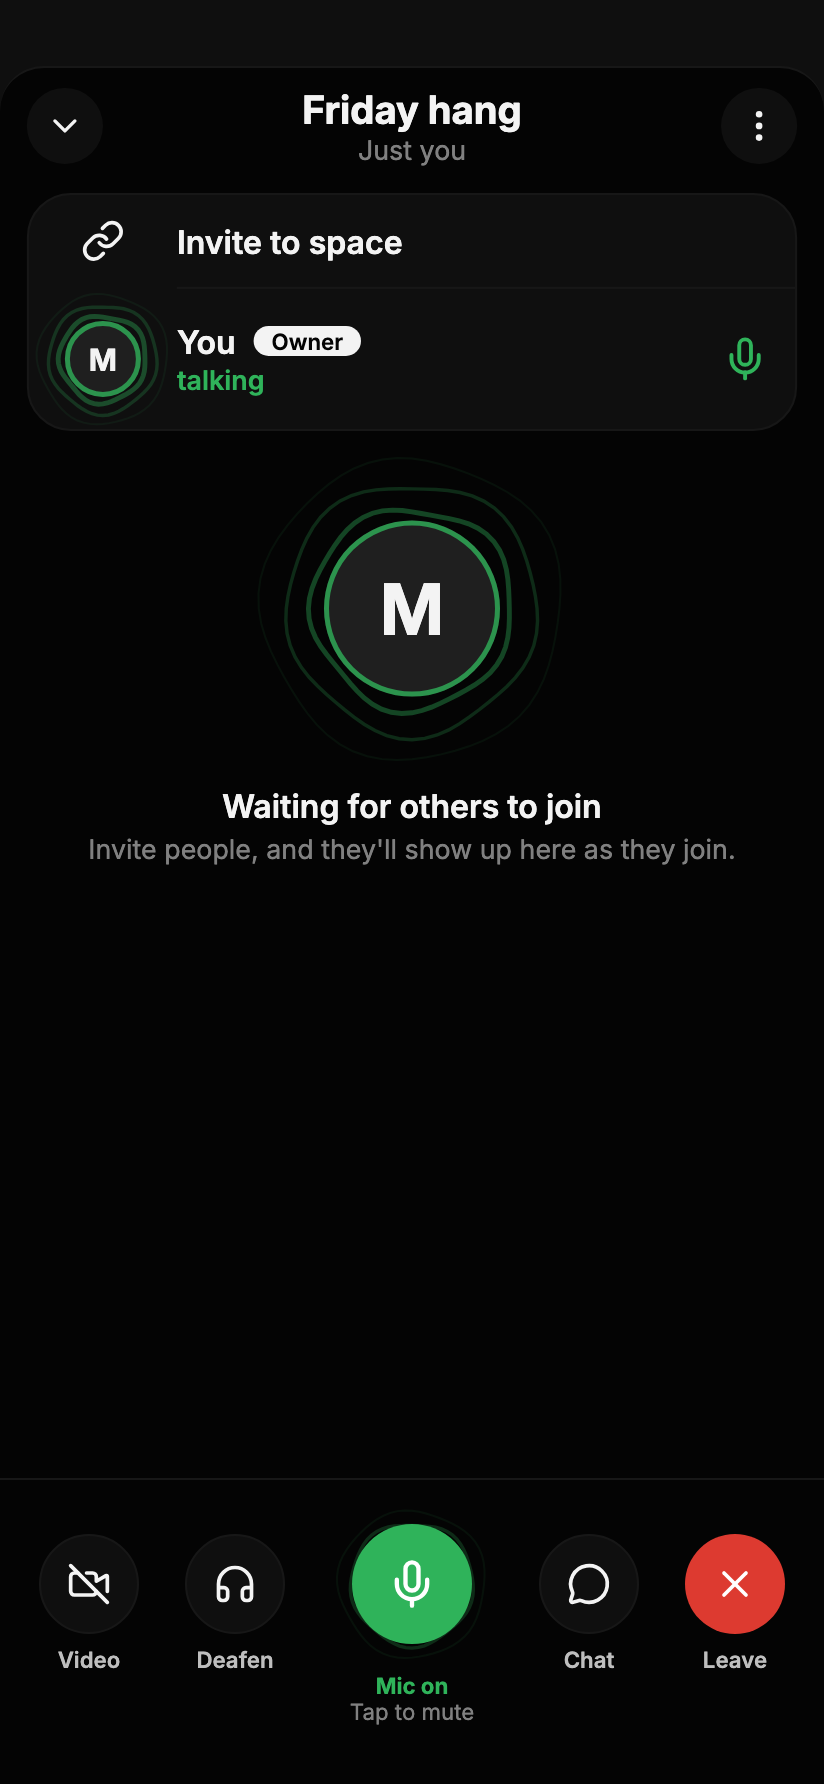 Friday hang
Just you
Invite to space
You Owner
talking
M
M
Waiting for others to join
Invite people, and they'll show up here as they join.
Video
Deafen
Mic on
Tap to mute
Chat
Leave